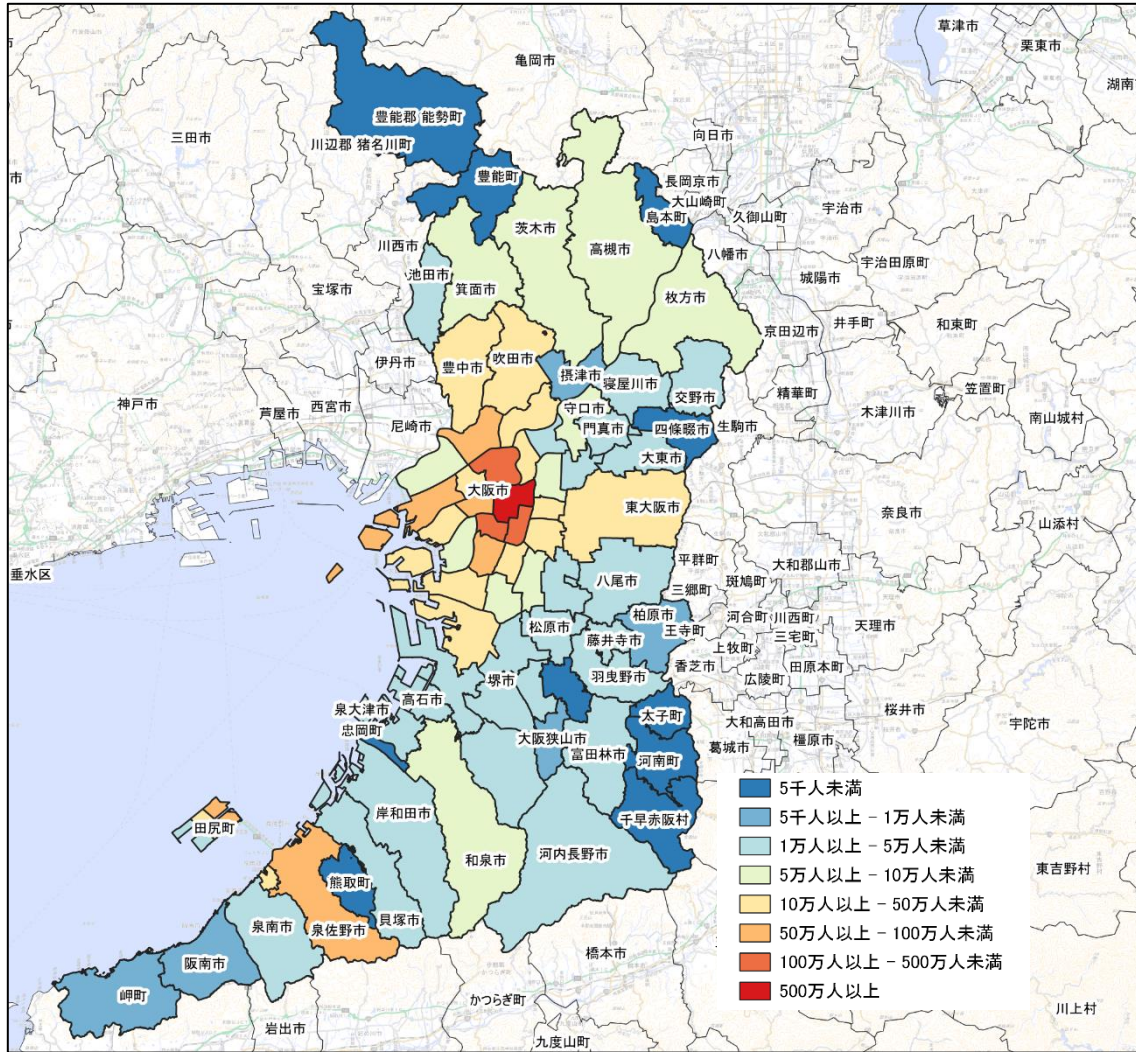 草津市
栗東市
亀岡市
湖南
豊能郡 能勢町
三田市
向日市
川辺郡 猪名川町
豊能町
長岡京市
大山崎町
島本町
久御山町
宇治市
茨木市
高槻市
川西市
八幡市
宇治田原町
池田市
城陽市
箕面市
宝塚市
枚方市
京田辺市
井手町
和束町
吹田市
豊中市
伊丹市
摂津市
寝屋川市
精華町
笠置町
交野市
神戸市
芦屋市
西宮市
守口市
木津川市
南山城村
尼崎市
門真市
四條畷市
生駒市
大東市
大阪市
東大阪市
奈良市
山添村
垂水区
平群町
大和郡山市
八尾市
斑鳩町
三郷町
柏原市
河合町
川西町
天理市
松原市
王寺町
藤井寺市
三宅町
上牧町
香芝市
田原本町
羽曳野市
広陵町
堺市
高石市
泉大津市
太子町
桜井市
大和高田市
宇陀市
忠岡町
大阪狭山市
葛城市
橿原市
富田林市
河南町
岸和田市
千早赤阪村
田尻町
和泉市
河内長野市
東吉野村
熊取町
貝塚市
泉南市
泉佐野市
橋本市
阪南市
岬町
かつらぎ町
川上村
岩出市
九度山町
5千人未満
5千人以上 - 1万人未満
1万人以上 - 5万人未満
5万人以上 - 10万人未満
10万人以上 - 50万人未満
50万人以上 - 100万人未満
100万人以上 - 500万人未満
500万人以上